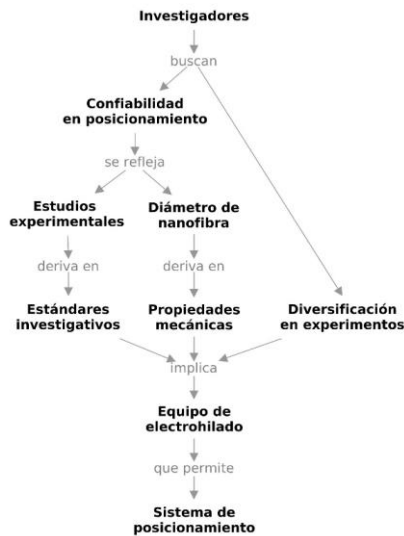 Investigadores
buscan
Confiabilidad
en posicionamiento
se refleja
Estudios
experimentales
Diámetro de
nanofibra
deriva en
deriva en
Estándares
investigativos
Propiedades
mecánicas
Diversificación
en experimentos
implica
Equipo de
electrohilado
que permite
Sistema de
posicionamiento